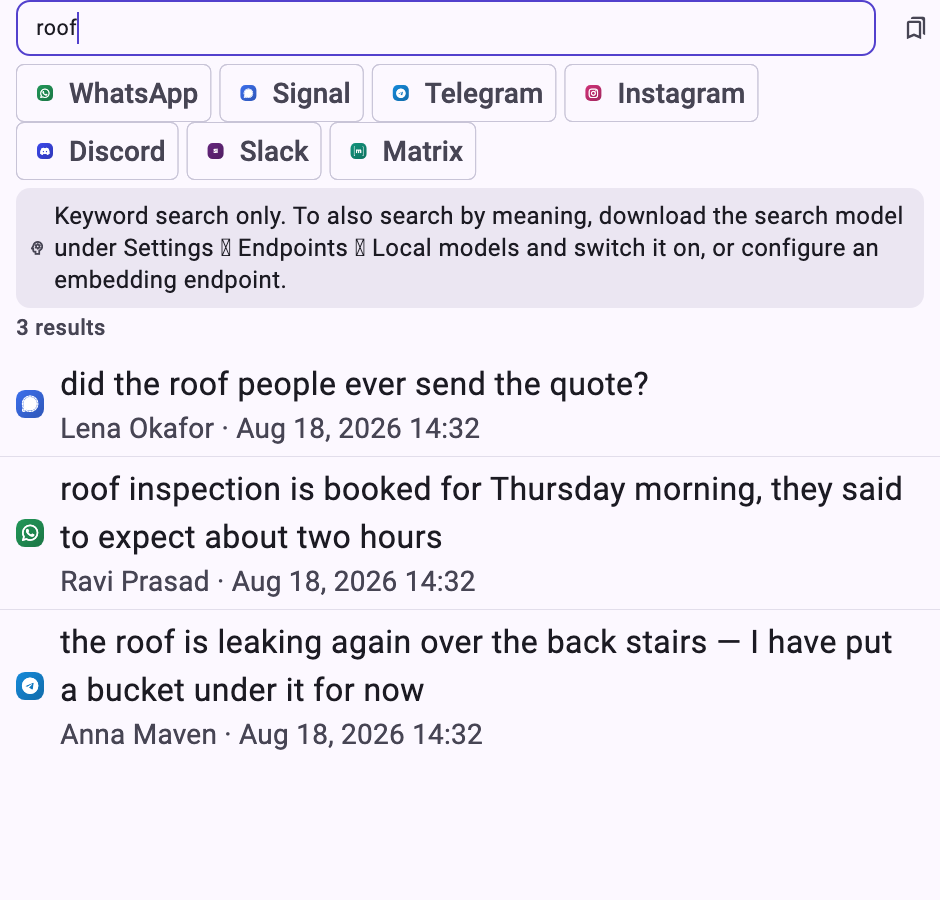 roof
WhatsApp Signal Telegram Instagram
Discord Slack Matrix
Keyword search only. To also search by meaning, download the search model
under Settings Endpoints Local models and switch it on, or configure an
embedding endpoint.
3 results
did the roof people ever send the quote?
Lena Okafor · Aug 18, 2026 14:32
roof inspection is booked for Thursday morning, they said
to expect about two hours
Ravi Prasad · Aug 18, 2026 14:32
the roof is leaking again over the back stairs — I have put
a bucket under it for now
Anna Maven · Aug 18, 2026 14:32